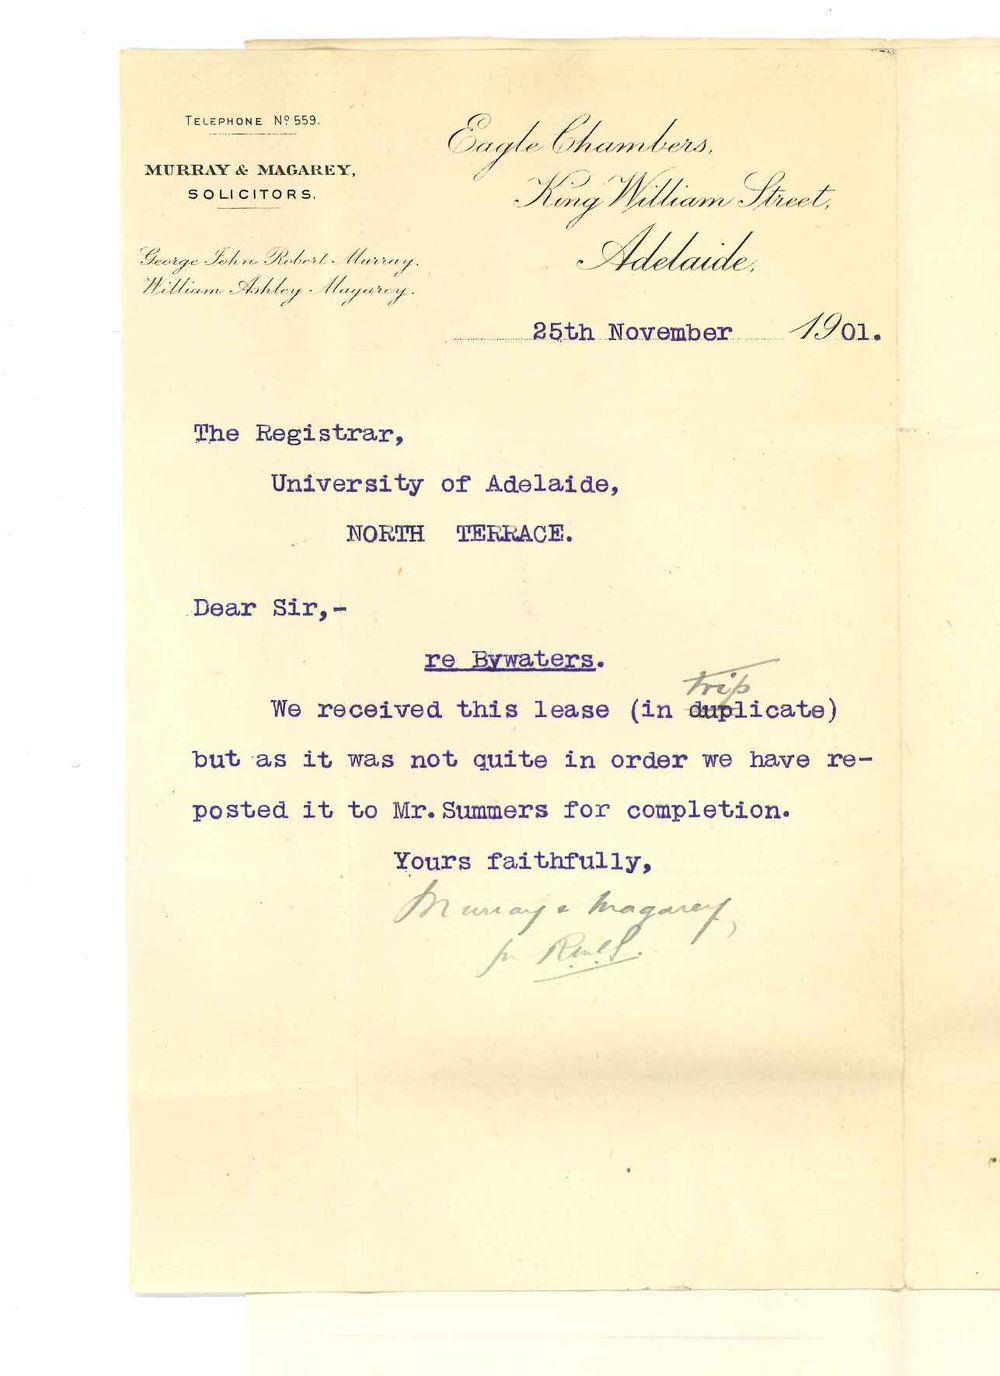 TELEPHONE Nº 559.
MURRAY & MAGAREY,
SOLICITORS.
George John Robert Murray.
William Ashley Magarey.
Eagle Chambers,
King William Street,
Adelaide,
25th November 1901.
The Registrar,
University of Adelaide,
NORTH TERRACE.
Dear Sir,-
re Bywaters.
trip
We received this lease (in duplicate)
but as it was not quite in order we have re-
posted it to Mr. Summers for completion.
Yours faithfully,
Murray & Magarey,